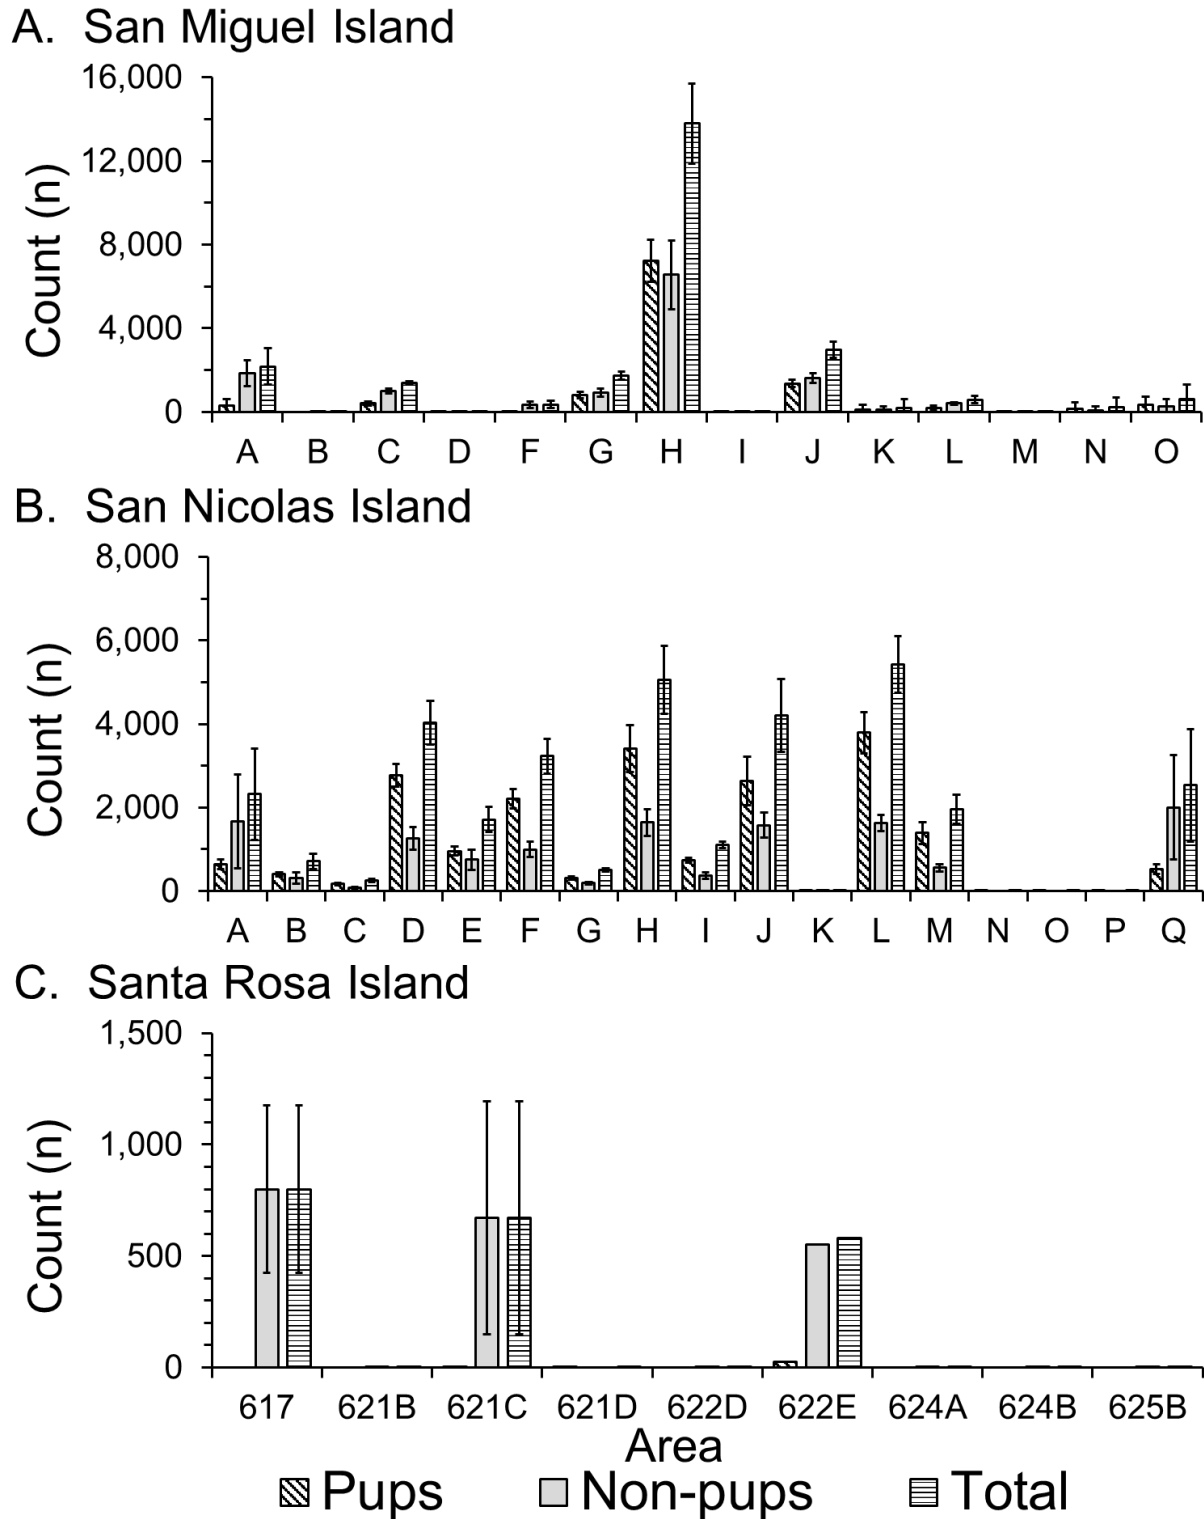 A. San Miguel Island
16,000
12,000
8,000
4,000
0
Count (n)
A B C D F G H I J K L M N O
B. San Nicolas Island
8,000
6,000
4,000
2,000
0
Count (n)
A B C D E F G H I J K L M N O P Q
C. Santa Rosa Island
1,500
1,000
500
0
Count (n)
617 621B 621C 621D 622D 622E 624A 624B 625B
Area
Pups Non-pups Total